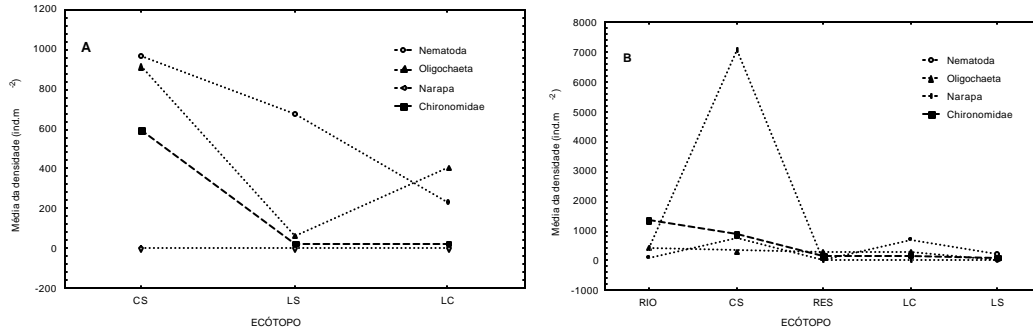 1200
1000
800
600
400
200
0
-200
Média da densidade (ind.m⁻²)
A
Nematoda
Oligochaeta
Narapa
Chironomidae
CS LS LC
ECÓTOPO
8000
7000
6000
5000
4000
3000
2000
1000
0
-1000
Média da densidade (ind.m⁻²)
B
Nematoda
Oligochaeta
Narapa
Chironomidae
RIO CS RES LC LS
ECÓTOPO